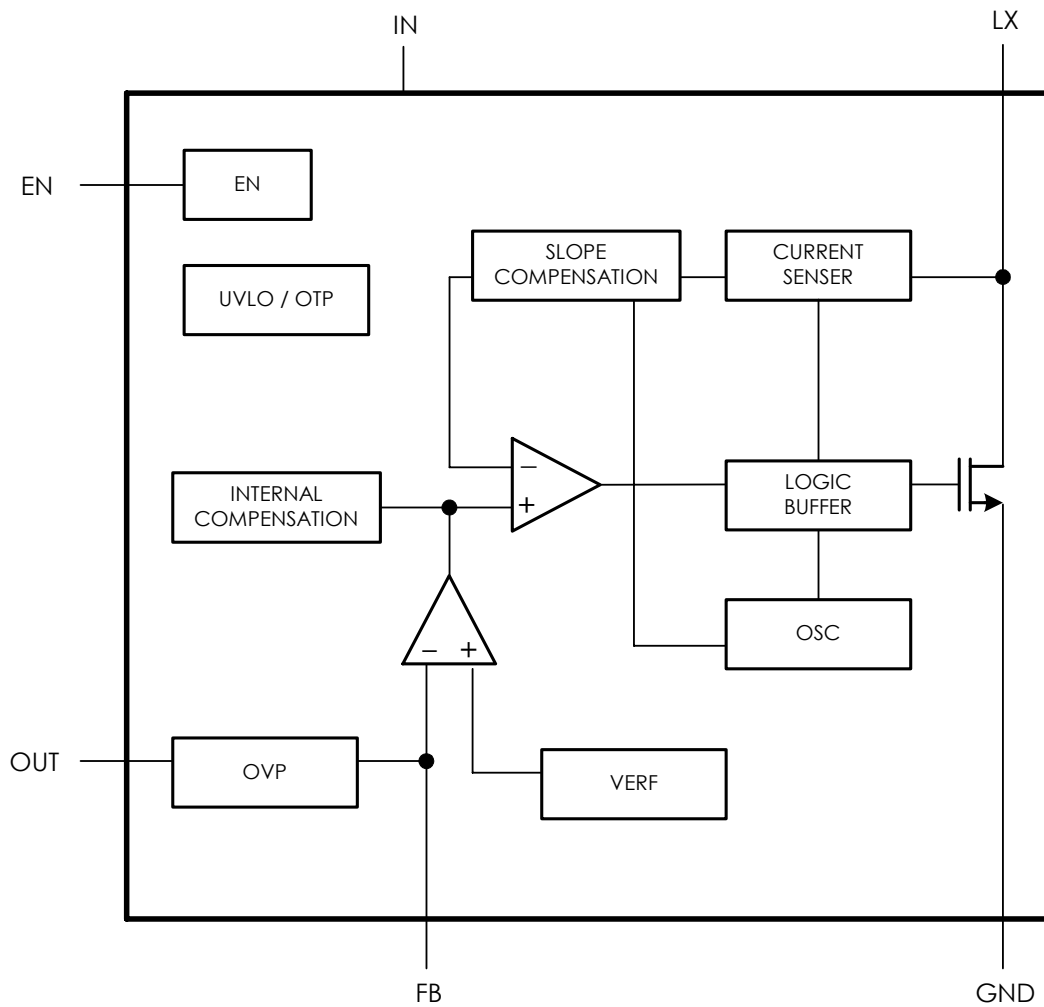 IN
LX
EN
EN
SLOPE
COMPENSATION
CURRENT
SENSER
UVLO / OTP
−
+
INTERNAL
COMPENSATION
LOGIC
BUFFER
− +
OSC
OUT
OVP
VERF
FB
GND